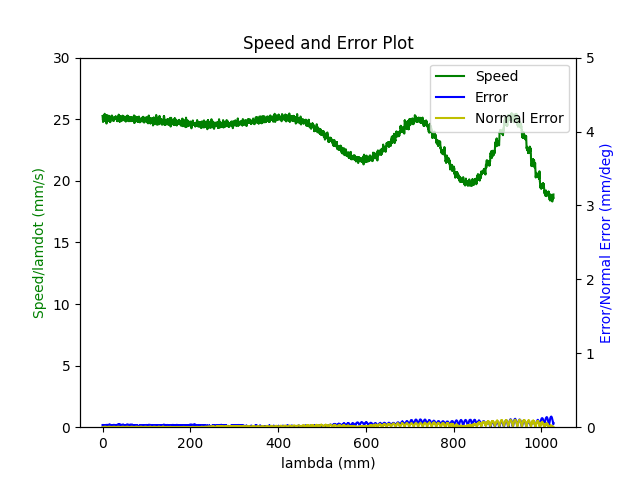 Speed and Error Plot
30
25
20
15
10
5
0
Speed/lamdot (mm/s)
Speed
Error
Normal Error
5
4
3
2
1
0
Error/Normal Error (mm/deg)
0 200 400 600 800 1000
lambda (mm)